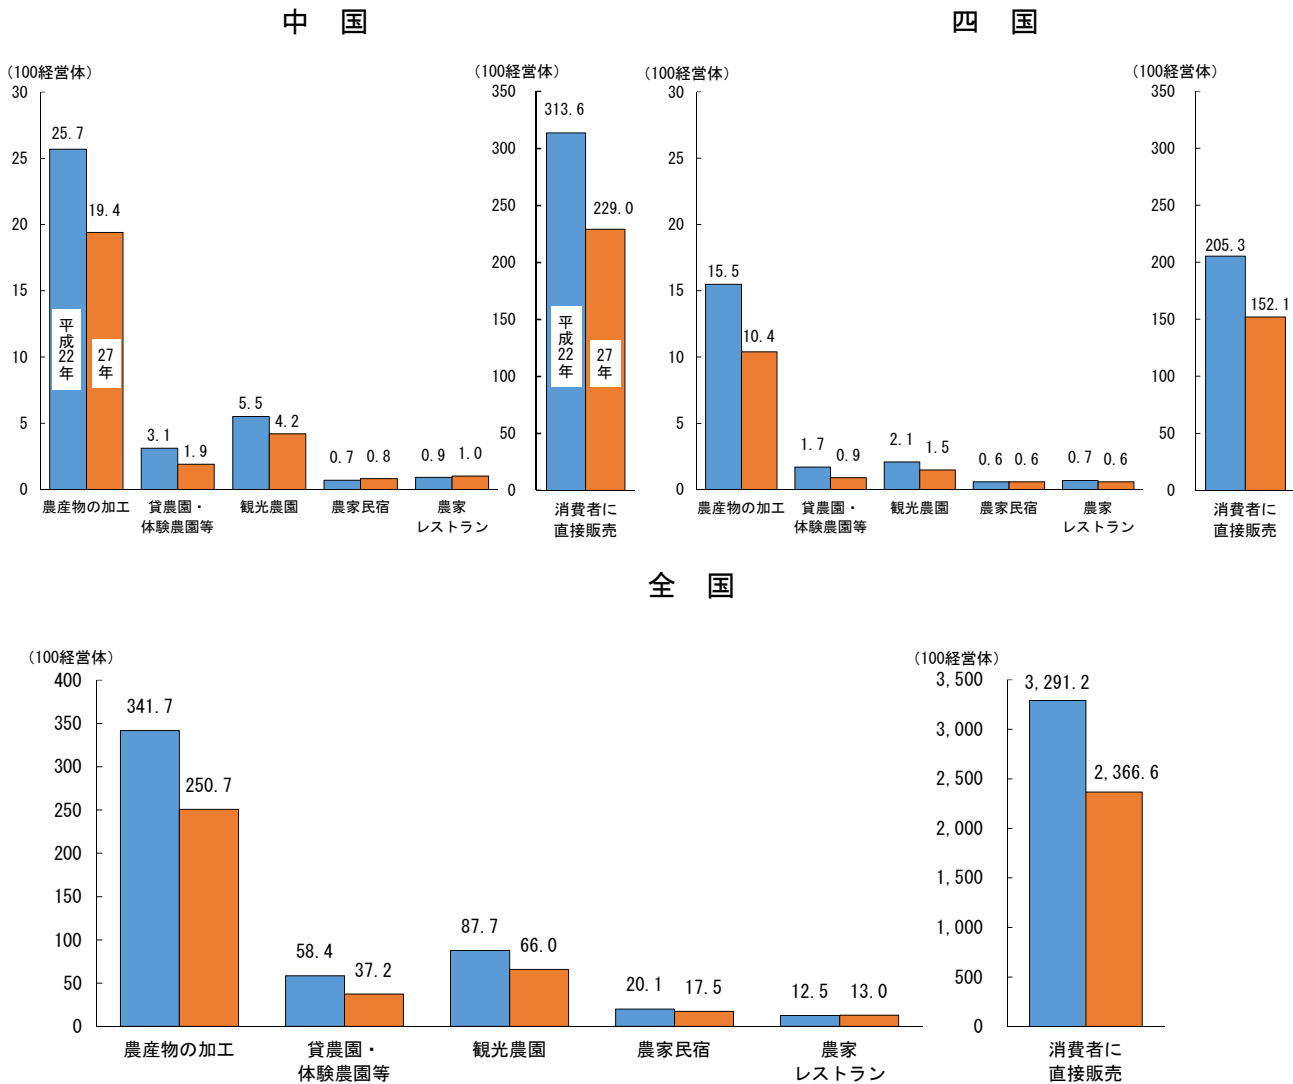 中　国
（100経営体）
30
25
20
15
10
5
0
25.7
19.4
平成22年
27年
3.1
1.9
5.5
4.2
0.7
0.8
0.9
1.0
農産物の加工
貸農園・
体験農園等
観光農園
農家民宿
農家
レストラン
（100経営体）
350
300
250
200
150
100
50
0
313.6
229.0
平成22年
27年
消費者に
直接販売
四　国
（100経営体）
30
25
20
15
10
5
0
15.5
10.4
1.7
0.9
2.1
1.5
0.6
0.6
0.7
0.6
農産物の加工
貸農園・
体験農園等
観光農園
農家民宿
農家
レストラン
（100経営体）
350
300
250
200
150
100
50
0
205.3
152.1
消費者に
直接販売
全　国
（100経営体）
400
350
300
250
200
150
100
50
0
341.7
250.7
58.4
37.2
87.7
66.0
20.1
17.5
12.5
13.0
農産物の加工
貸農園・
体験農園等
観光農園
農家民宿
農家
レストラン
（100経営体）
3,500
3,000
2,500
2,000
1,500
1,000
500
0
3,291.2
2,366.6
消費者に
直接販売